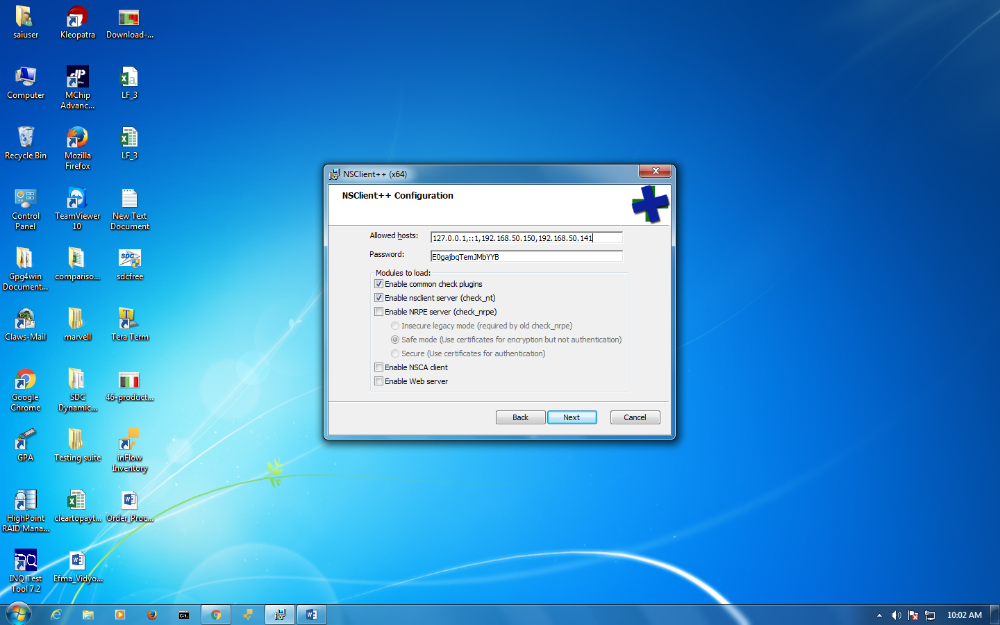 saiuser
Kleopatra
Download-...
Computer
MChip
Advanc...
LF_3
Recycle Bin
Mozilla
Firefox
LF_3
Control
Panel
TeamViewer
10
New Text
Document
Gpg4win
Document...
compariso...
SDC
sdcfree
Claws-Mail
marvell
Tera Term
Google
Chrome
SDC
Dynamic...
46-product...
GPA
Testing suite
inFlow
Inventory
HighPoint
RAID Mana...
cleartopayt...
Order_Proc...
INQ Test
Tool 7.2
Efma_Vidyo...
NSClient++ (x64)
NSClient++ Configuration
Allowed hosts:
127.0.0.1,::1,192.168.50.150,192.168.50.141
Password:
E0gajbqTemJMbYYB
Modules to load:
Enable common check plugins
Enable nsclient server (check_nt)
Enable NRPE server (check_nrpe)
Insecure legacy mode (required by old check_nrpe)
Safe mode (Use certificates for encryption but not authentication)
Secure (Use certificates for authentication)
Enable NSCA client
Enable Web server
Back
Next
Cancel
10:02 AM